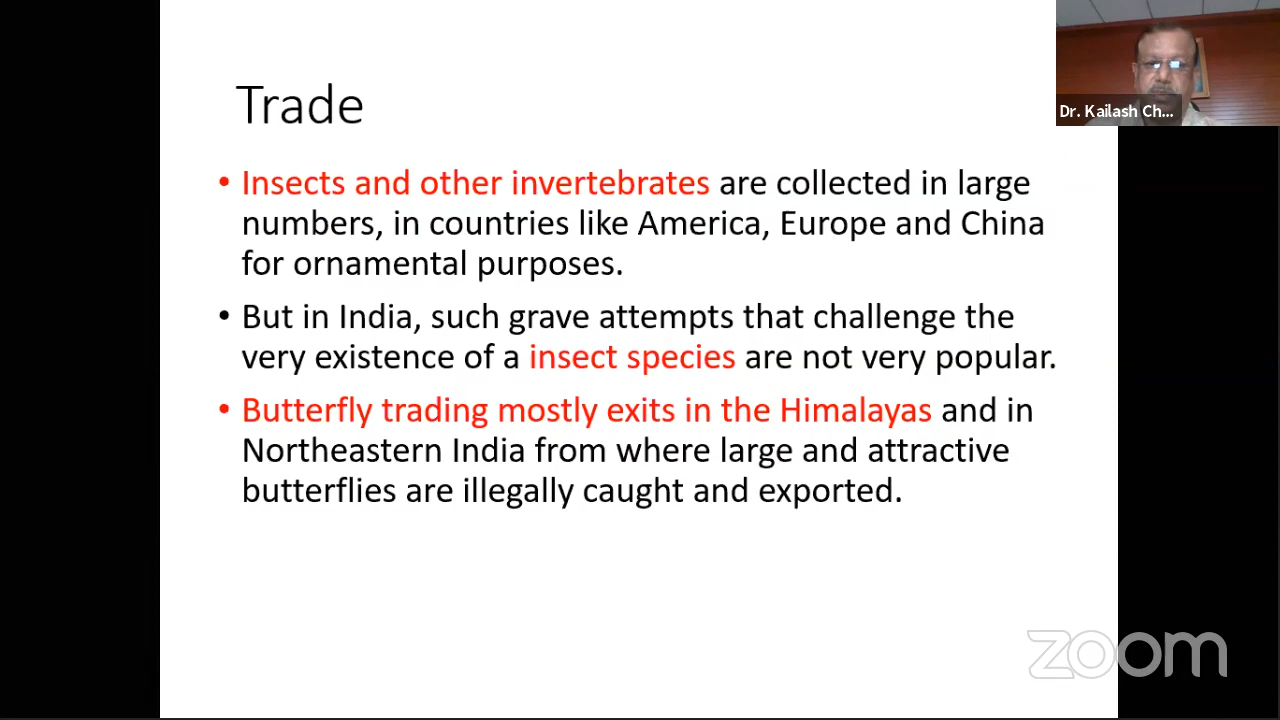 Trade
• Insects and other invertebrates are collected in large
numbers, in countries like America, Europe and China
for ornamental purposes.
• But in India, such grave attempts that challenge the
very existence of a insect species are not very popular.
• Butterfly trading mostly exits in the Himalayas and in
Northeastern India from where large and attractive
butterflies are illegally caught and exported.
Dr. Kailash Ch...
zoom